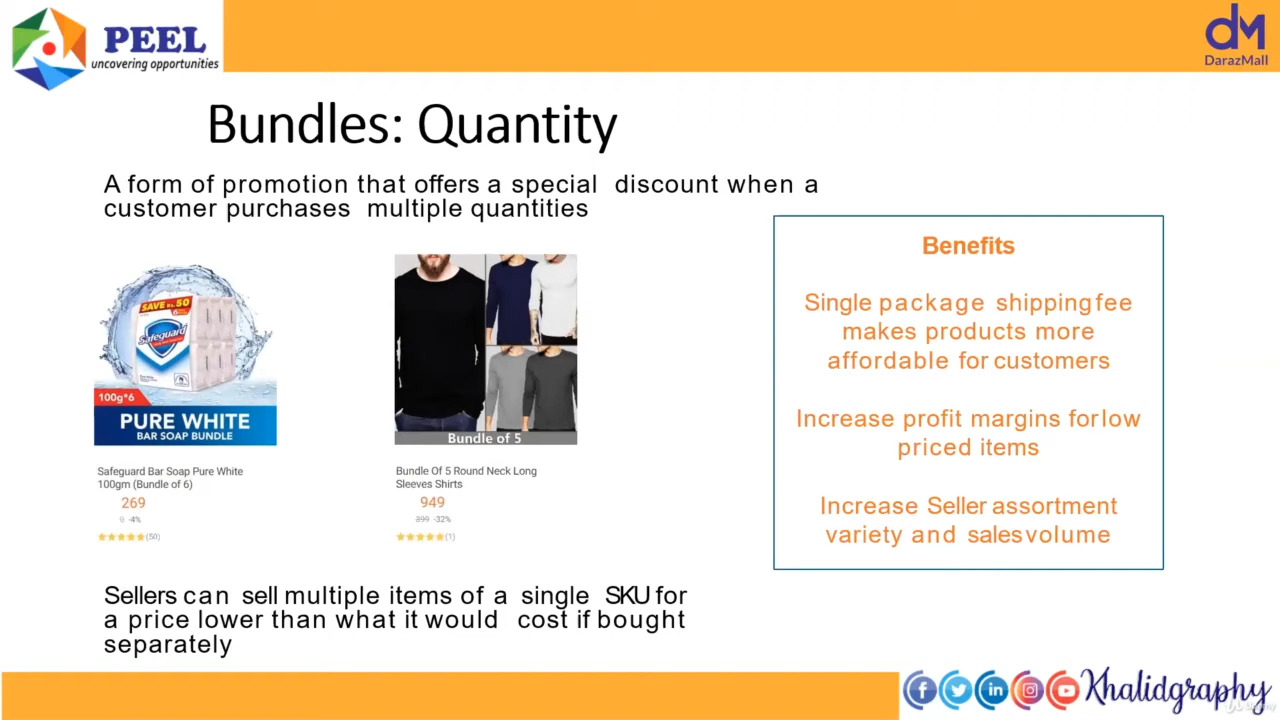 PEEL
uncovering opportunities
dM
DarazMall
Bundles: Quantity
A form of promotion that offers a special discount when a
customer purchases multiple quantities
SAVE Rs.50
Safeguard
100g*6
PURE WHITE
BAR SOAP BUNDLE
Safeguard Bar Soap Pure White
100gm (Bundle of 6)
269
0 -4%
(50)
Bundle of 5
Bundle Of 5 Round Neck Long
Sleeves Shirts
949
399 -32%
(1)
Benefits
Single package shipping fee
makes products more
affordable for customers
Increase profit margins for low
priced items
Increase Seller assortment
variety and sales volume
Sellers can sell multiple items of a single SKU for
a price lower than what it would cost if bought
separately
Khalidgraphy